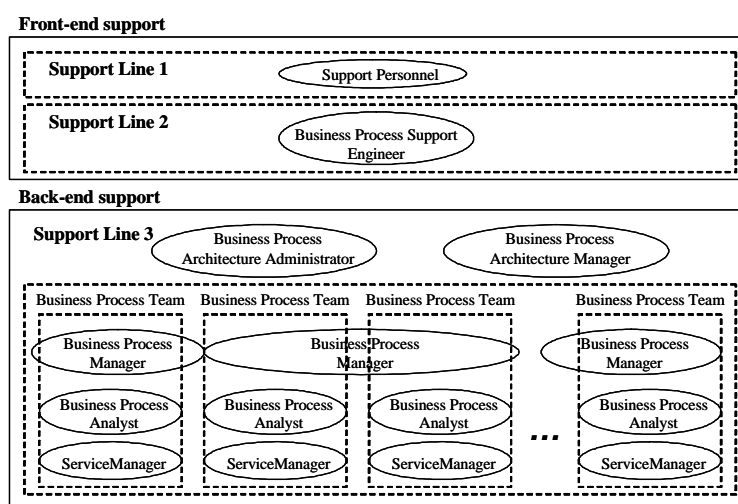 Front-end support
Support Line 1
Support Personnel
Support Line 2
Business Process Support
Engineer
Back-end support
Support Line 3
Business Process
Architecture Administrator
Business Process
Architecture Manager
Business Process Team
Business Process Team
Business Process Team
Business Process Team
Business Process
Manager
Business Process
Manager
Business Process
Manager
Business Process
Analyst
Business Process
Analyst
Business Process
Analyst
...
Business Process
Analyst
ServiceManager
ServiceManager
ServiceManager
ServiceManager